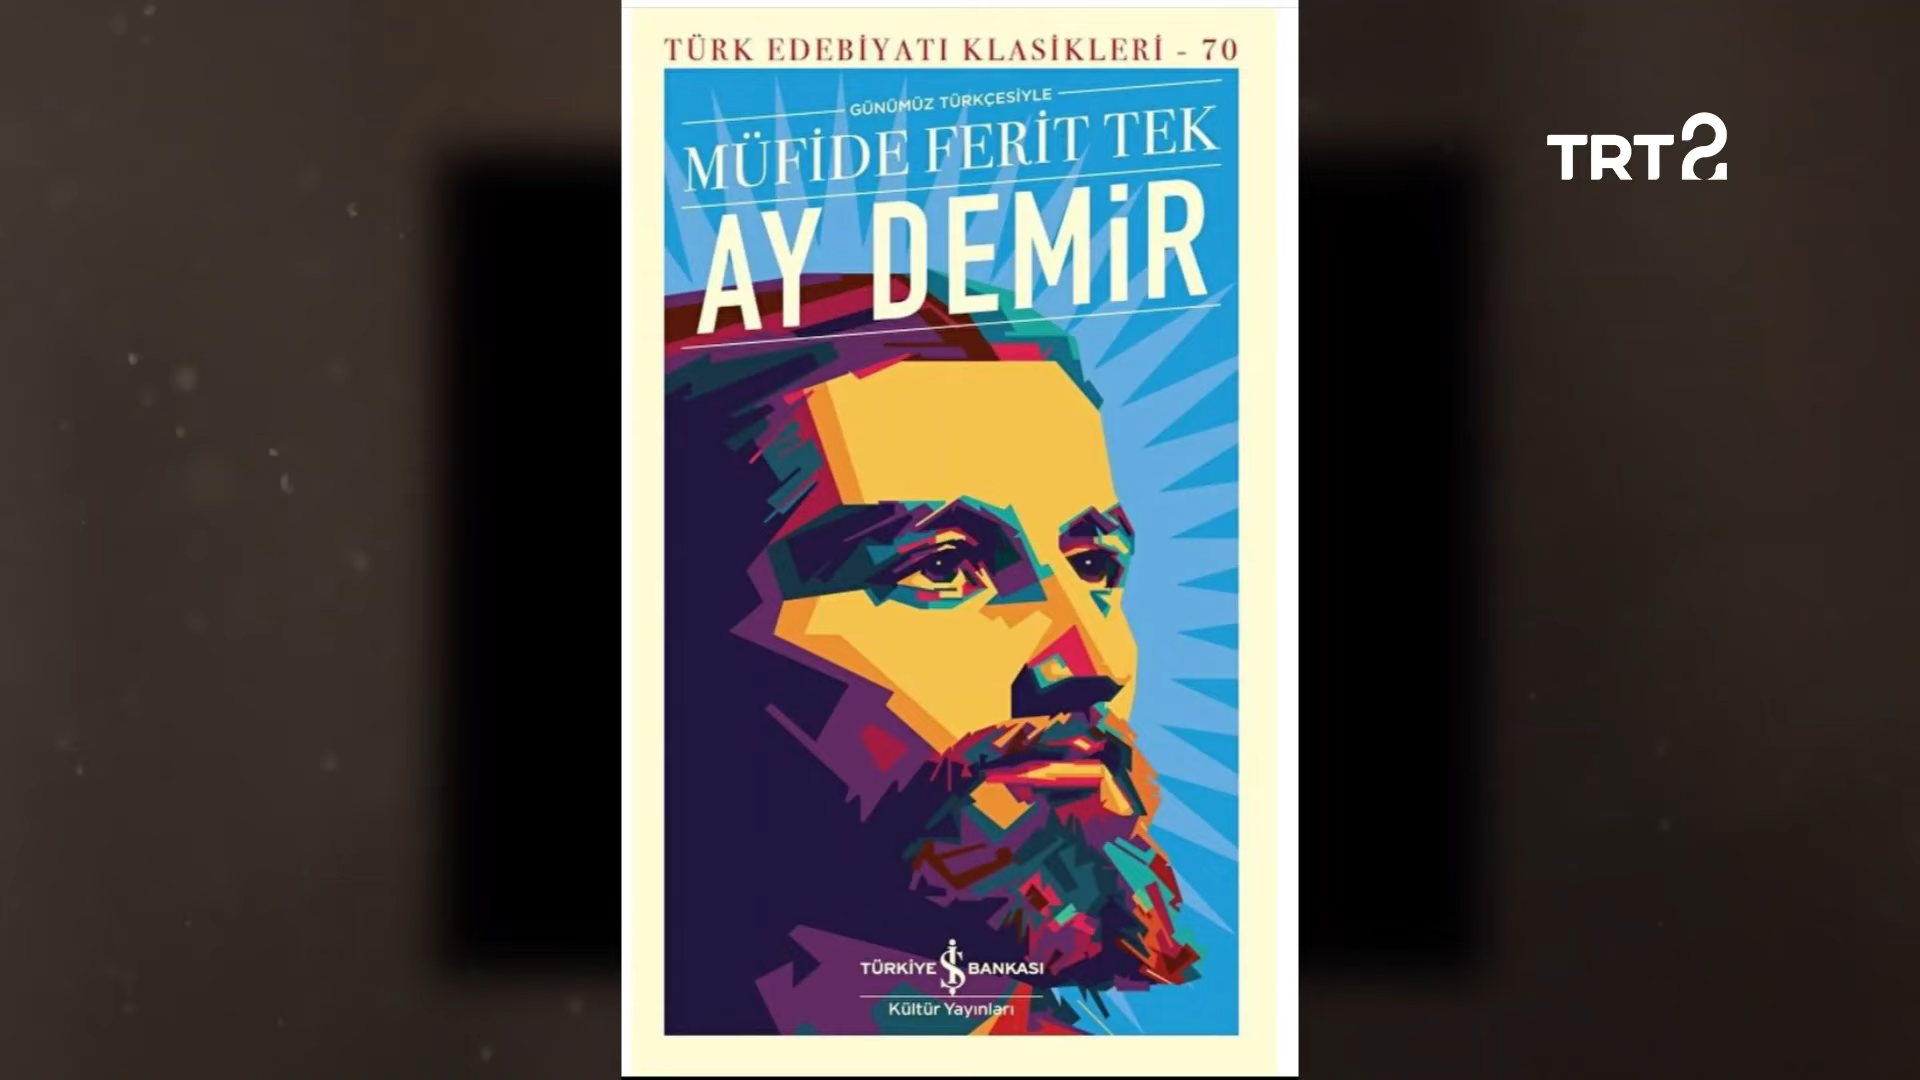 TÜRK EDEBİYATI KLASİKLERİ - 70
GÜNÜMÜZ TÜRKÇESİYLE
MÜFİDE FERİT TEK
AY DEMİR
TRT2
TÜRKİYE İŞ BANKASI
Kültür Yayınları